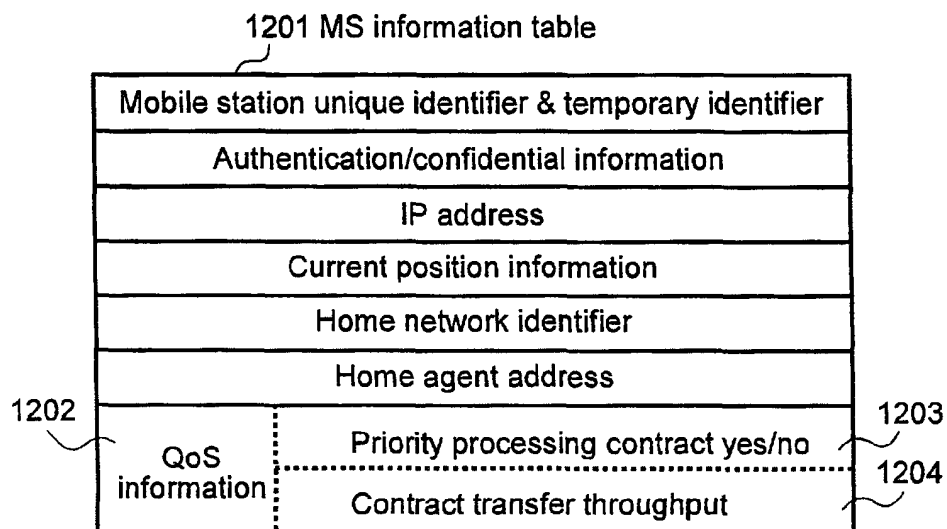 1201 MS information table
Mobile station unique identifier & temporary identifier
Authentication/confidential information
IP address
Current position information
Home network identifier
Home agent address
1202
QoS
information
Priority processing contract yes/no
1203
Contract transfer throughput
1204